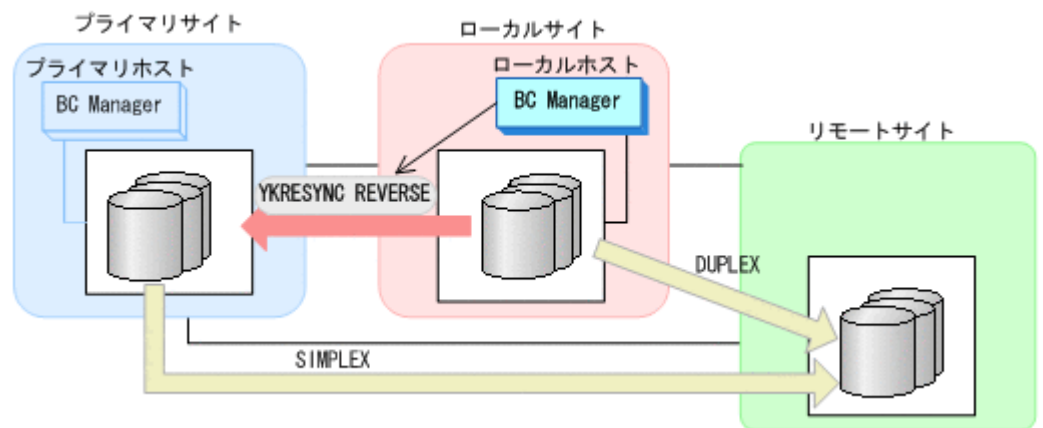 プライマリサイト
ローカルサイト
プライマリホスト
ローカルホスト
BC Manager
BC Manager
リモートサイト
YKRESYNC REVERSE
DUPLEX
SIMPLEX